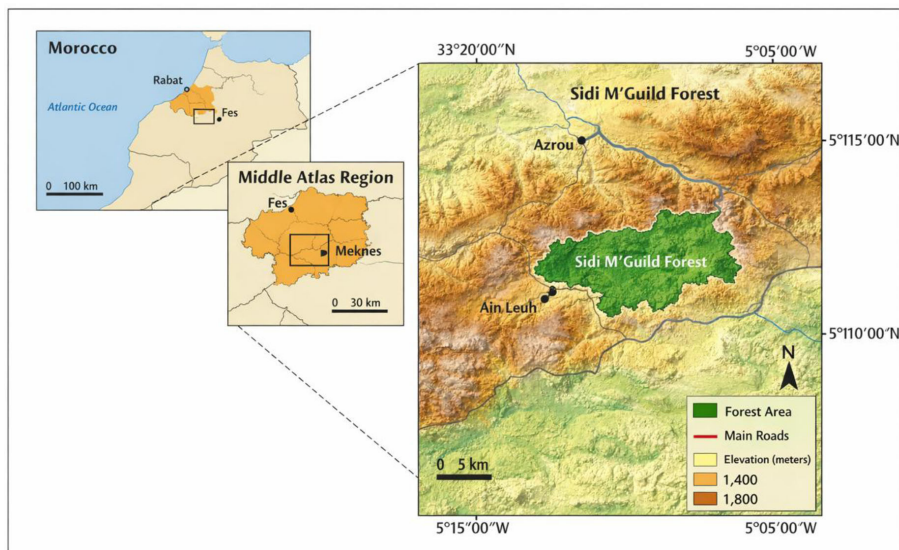 Morocco
Rabat
Atlantic Ocean
Fes
0 100 km
Middle Atlas Region
Fes
Meknes
0 30 km
33°20'00"N
5°05'00"W
Sidi M'Guild Forest
Azrou
5°115'00"N
Sidi M'Guild Forest
Ain Leuh
5°10'00"N
N
Forest Area
Main Roads
Elevation (meters)
1,400
1,800
0 5 km
5°15'00"W
5°05'00"W